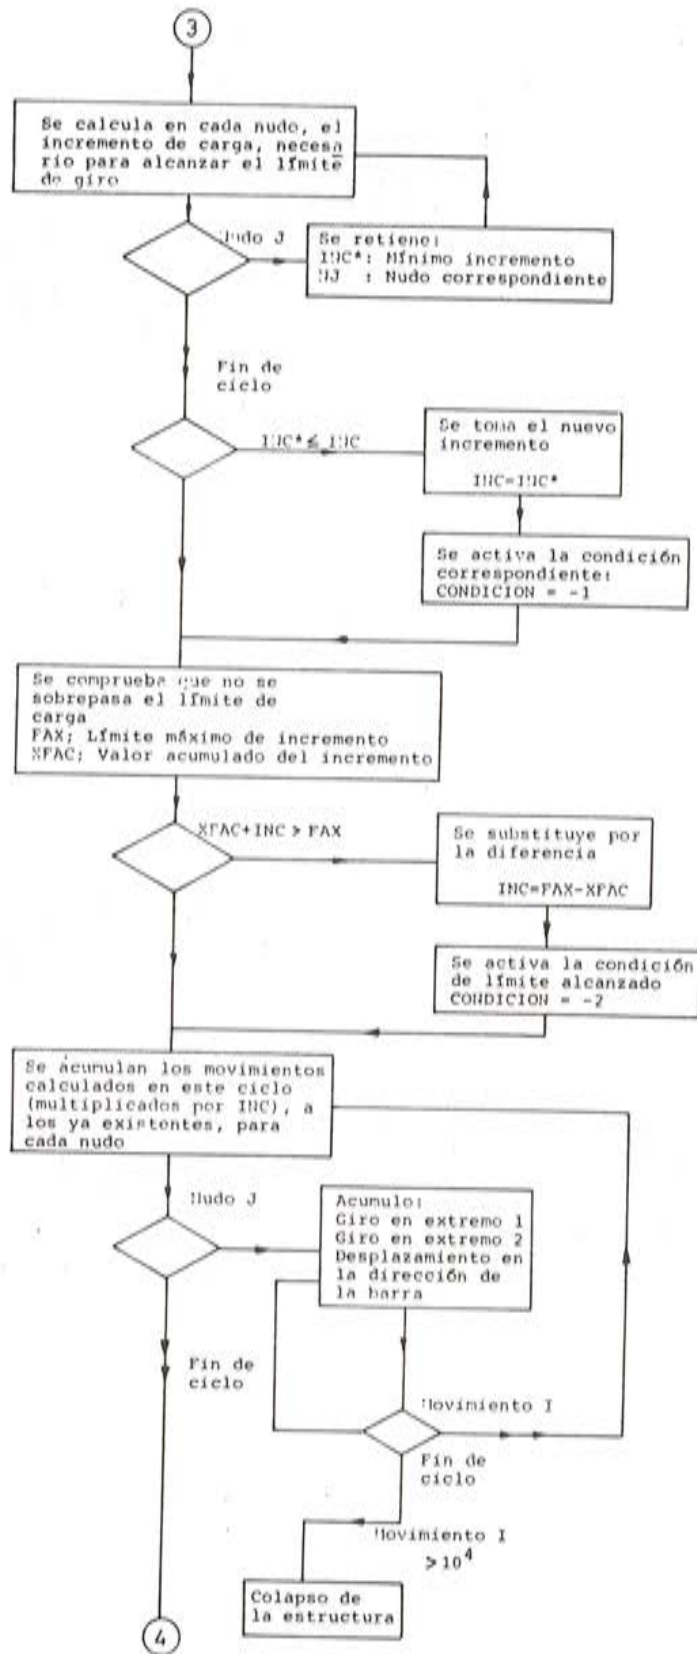 3
Se calcula en cada nudo, el
incremento de carga, necesa
rio para alcanzar el límite
de giro
Nudo J
Se retiene:
INC*: Mínimo incremento
NJ : Nudo correspondiente
Fin de
ciclo
INC* ≤ INC
Se toma el nuevo
incremento
INC=INC*
Se activa la condición
correspondiente:
CONDICION = -1
Se comprueba que no se
sobrepasa el límite de
carga
FAX; Límite máximo de incremento
XFAC; Valor acumulado del incremento
XFAC+INC > FAX
Se substituye por
la diferencia
INC=FAX-XFAC
Se activa la condición
de límite alcanzado
CONDICION = -2
Se acumulan los movimientos
calculados en este ciclo
(multiplicados por INC), a
los ya existentes, para
cada nudo
Nudo J
Acumulo:
Giro en extremo 1
Giro en extremo 2
Desplazamiento en
la dirección de
la barra
Fin de
ciclo
Movimiento I
Fin de
ciclo
Movimiento I
>10⁴
Colapso de
la estructura
4